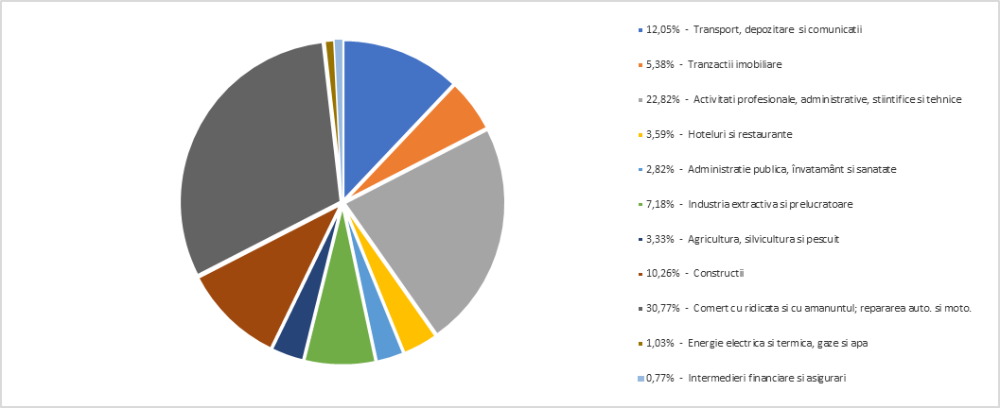 12,05% - Transport, depozitare si comunicatii
5,38% - Tranzactii imobiliare
22,82% - Activitati profesionale, administrative, stiintifice si tehnice
3,59% - Hoteluri si restaurante
2,82% - Administratie publica, învatamânt si sanatate
7,18% - Industria extractiva si prelucratoare
3,33% - Agricultura, silvicultura si pescuit
10,26% - Constructii
30,77% - Comert cu ridicata si cu amanuntul; repararea auto. si moto.
1,03% - Energie electrica si termica, gaze si apa
0,77% - Intermedieri financiare si asigurari